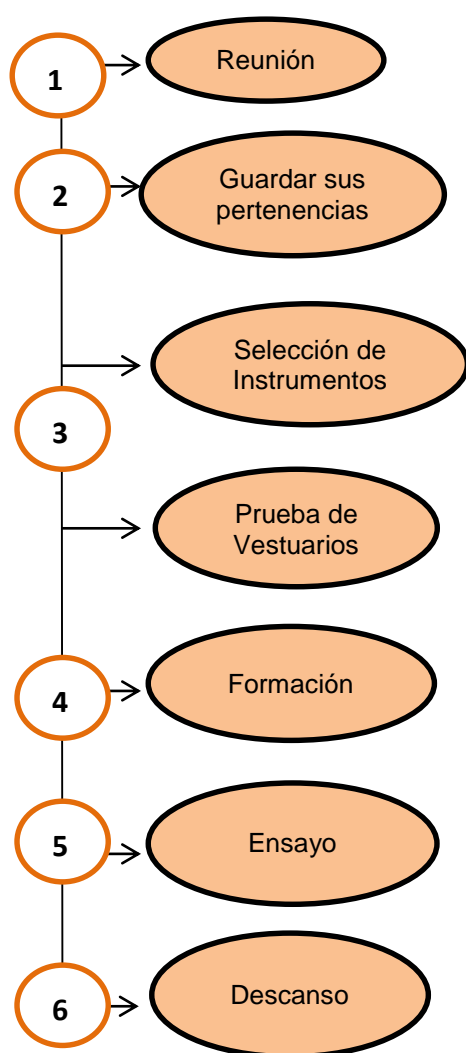 1
Reunión
2
Guardar sus
pertenencias
Selección de
Instrumentos
3
Prueba de
Vestuarios
4
Formación
5
Ensayo
6
Descanso